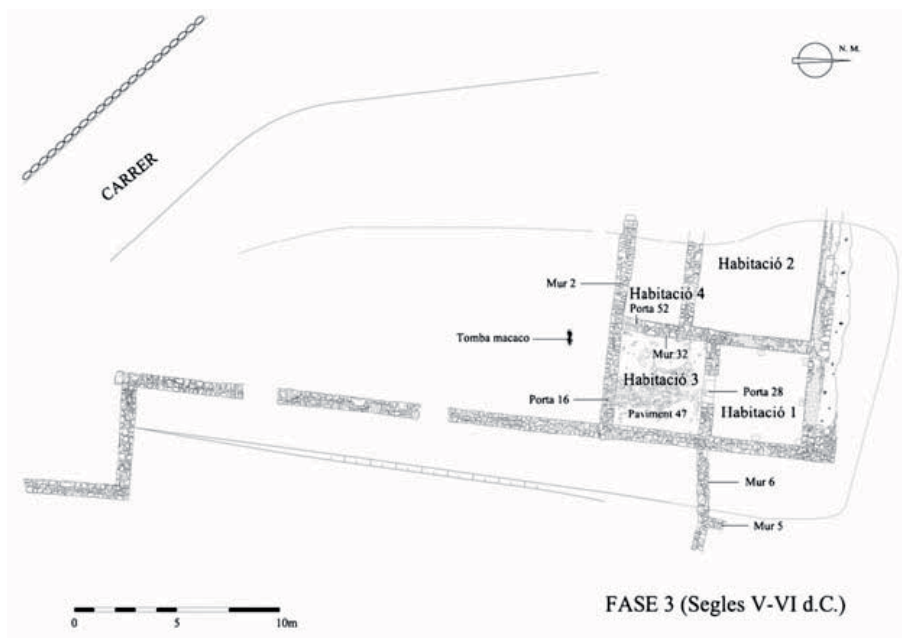 N. M.
CARRER
Habitació 2
Mur 2
Habitació 4
Porta 52
Tomba macaco
Mur 32
Habitació 3
Porta 28
Porta 16
Paviment 47
Habitació 1
Mur 6
Mur 5
FASE 3 (Segles V-VI d.C.)
0 5 10m